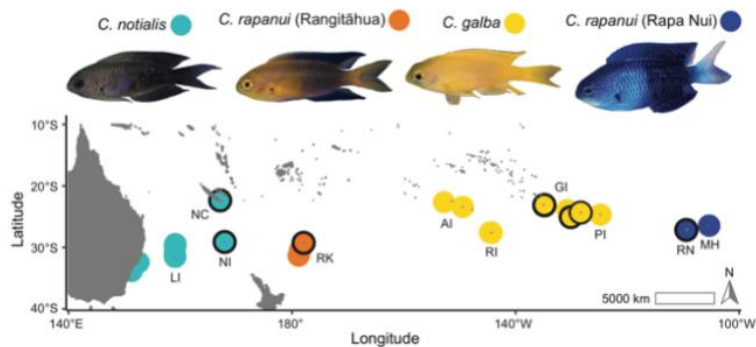 C. notialis
C. rapanui (Rangitāhua)
C. galba
C. rapanui (Rapa Nui)
10°S
20°S
30°S
40°S
Latitude
NC
LI
NI
RK
AI
RI
GI
PI
RN
MH
N
5000 km
140°E
180°
140°W
100°W
Longitude